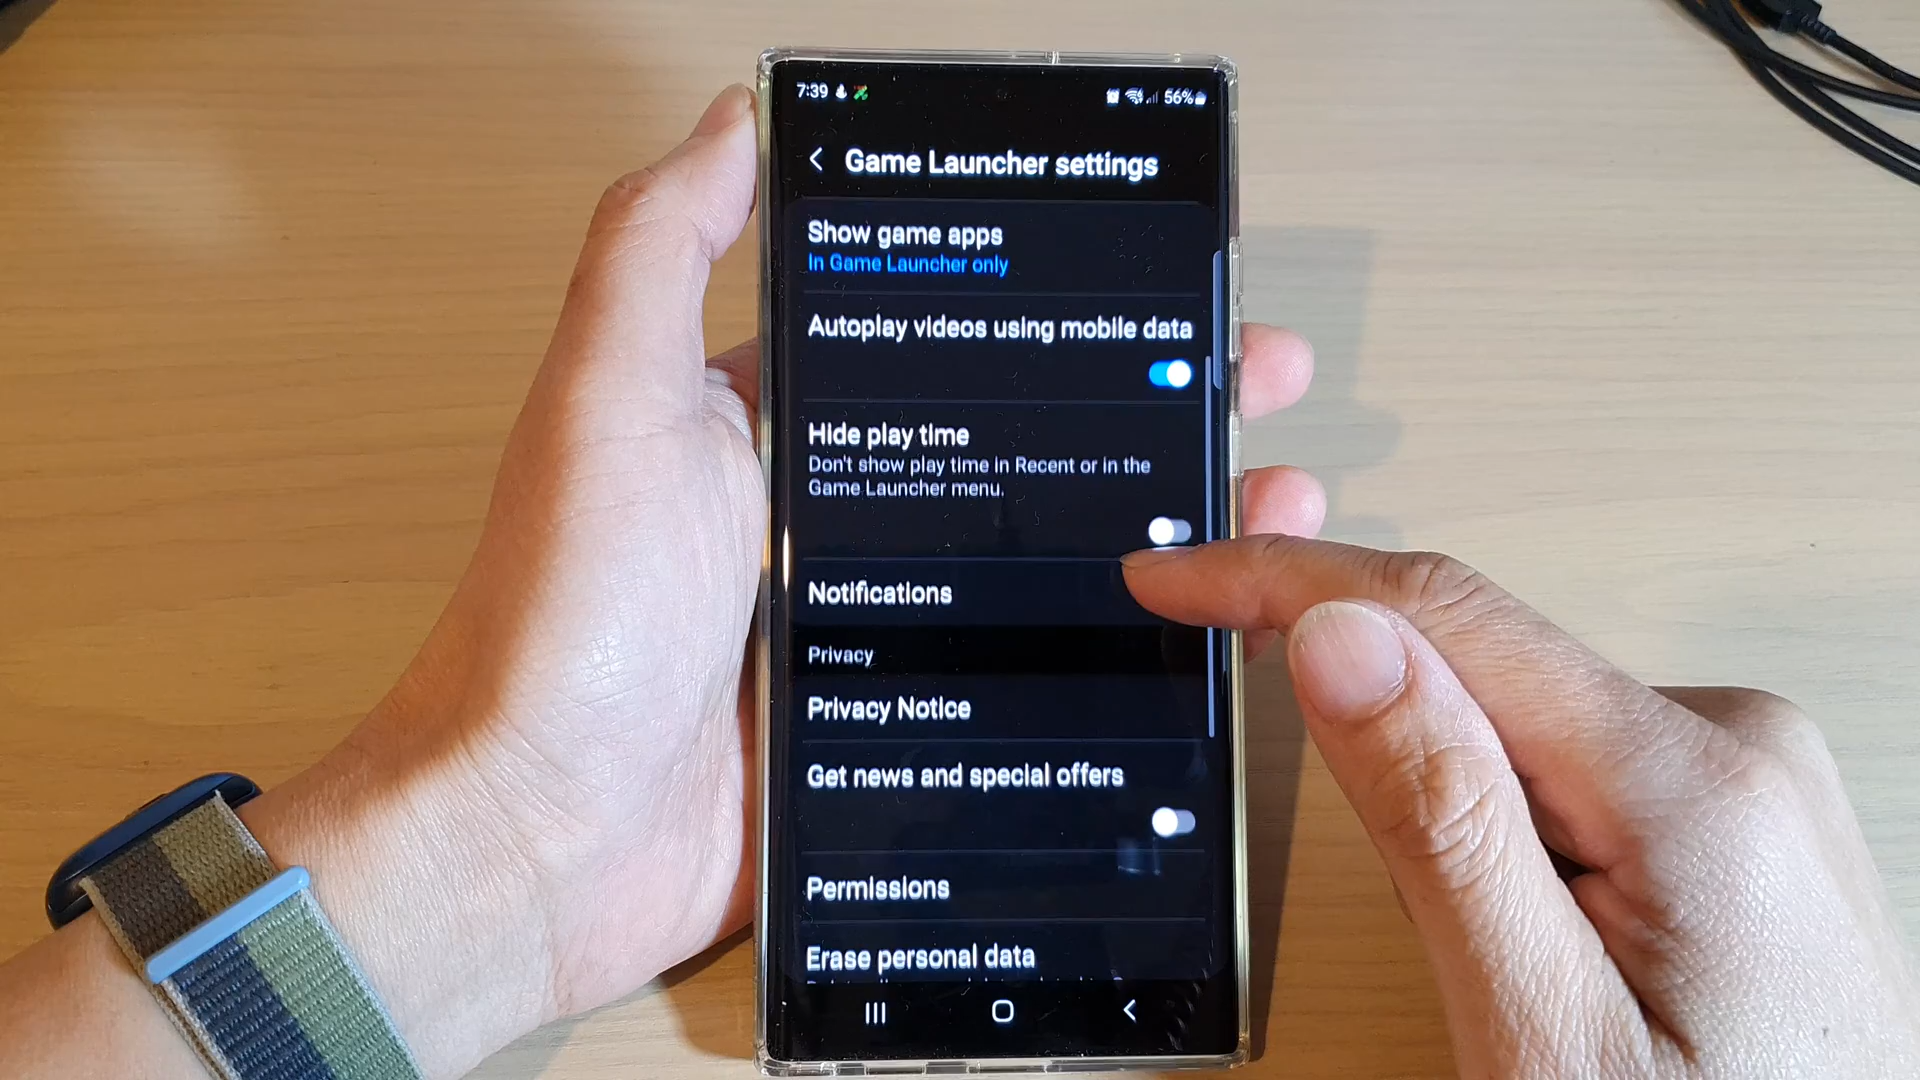 7:39
56%
Game Launcher settings
Show game apps
In Game Launcher only
Autoplay videos using mobile data
Hide play time
Don't show play time in Recent or in the
Game Launcher menu.
Notifications
Privacy
Privacy Notice
Get news and special offers
Permissions
Erase personal data